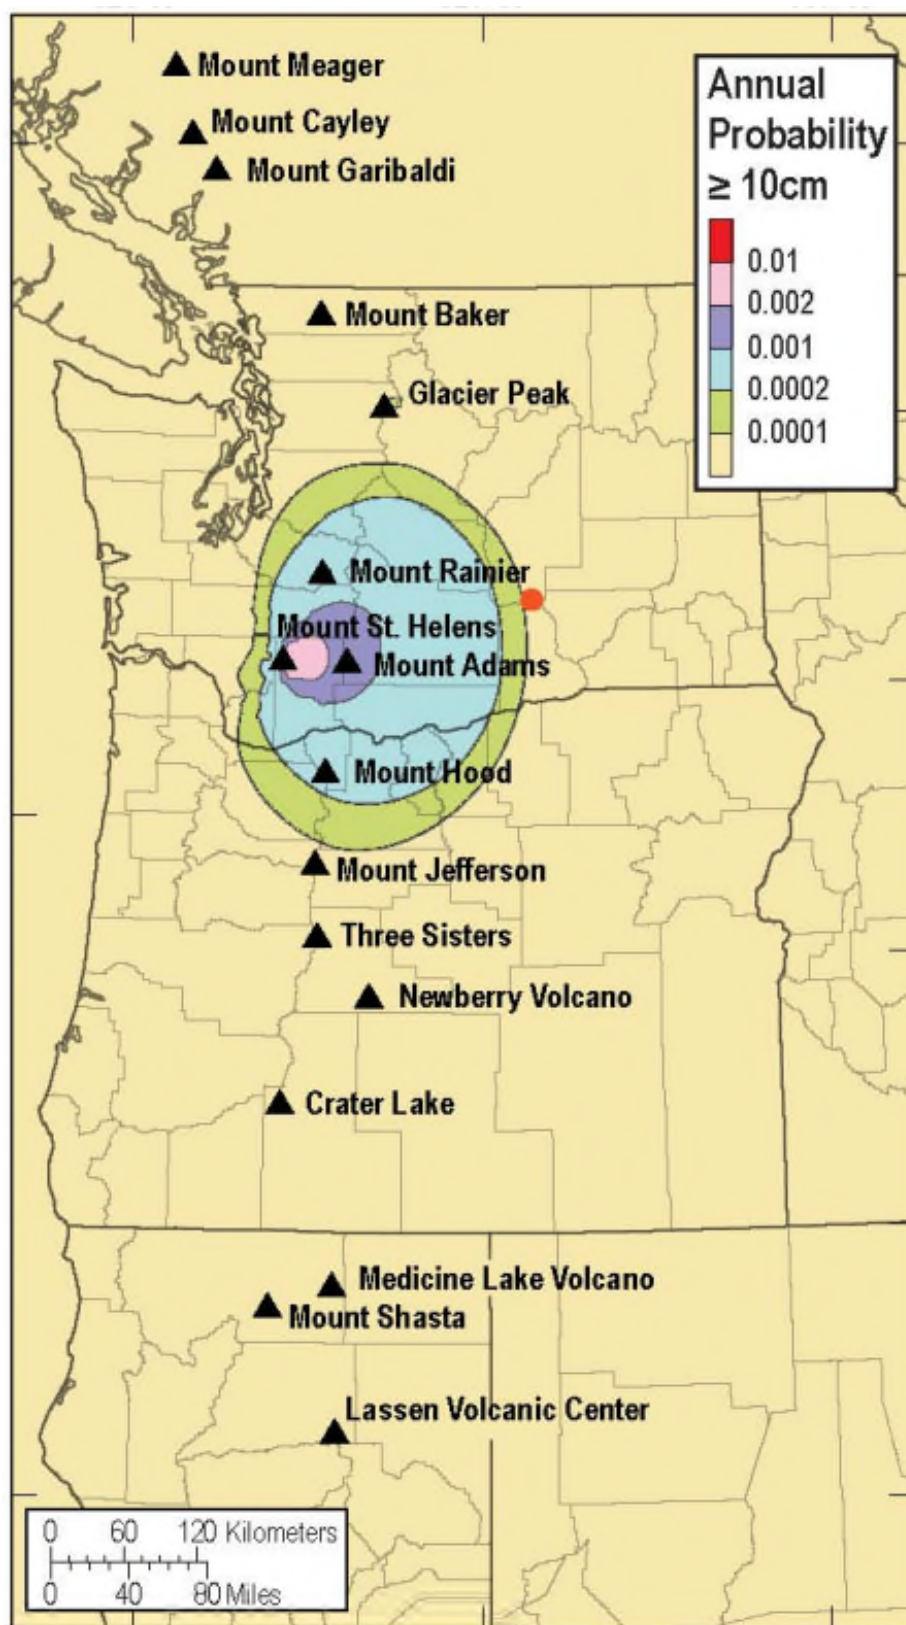 Mount Meager
Mount Cayley
Mount Garibaldi
Annual
Probability
≥ 10cm
0.01
0.002
0.001
0.0002
0.0001
Mount Baker
Glacier Peak
Mount Rainier
Mount St. Helens
Mount Adams
Mount Hood
Mount Jefferson
Three Sisters
Newberry Volcano
Crater Lake
Medicine Lake Volcano
Mount Shasta
Lassen Volcanic Center
0 60 120 Kilometers
0 40 80 Miles